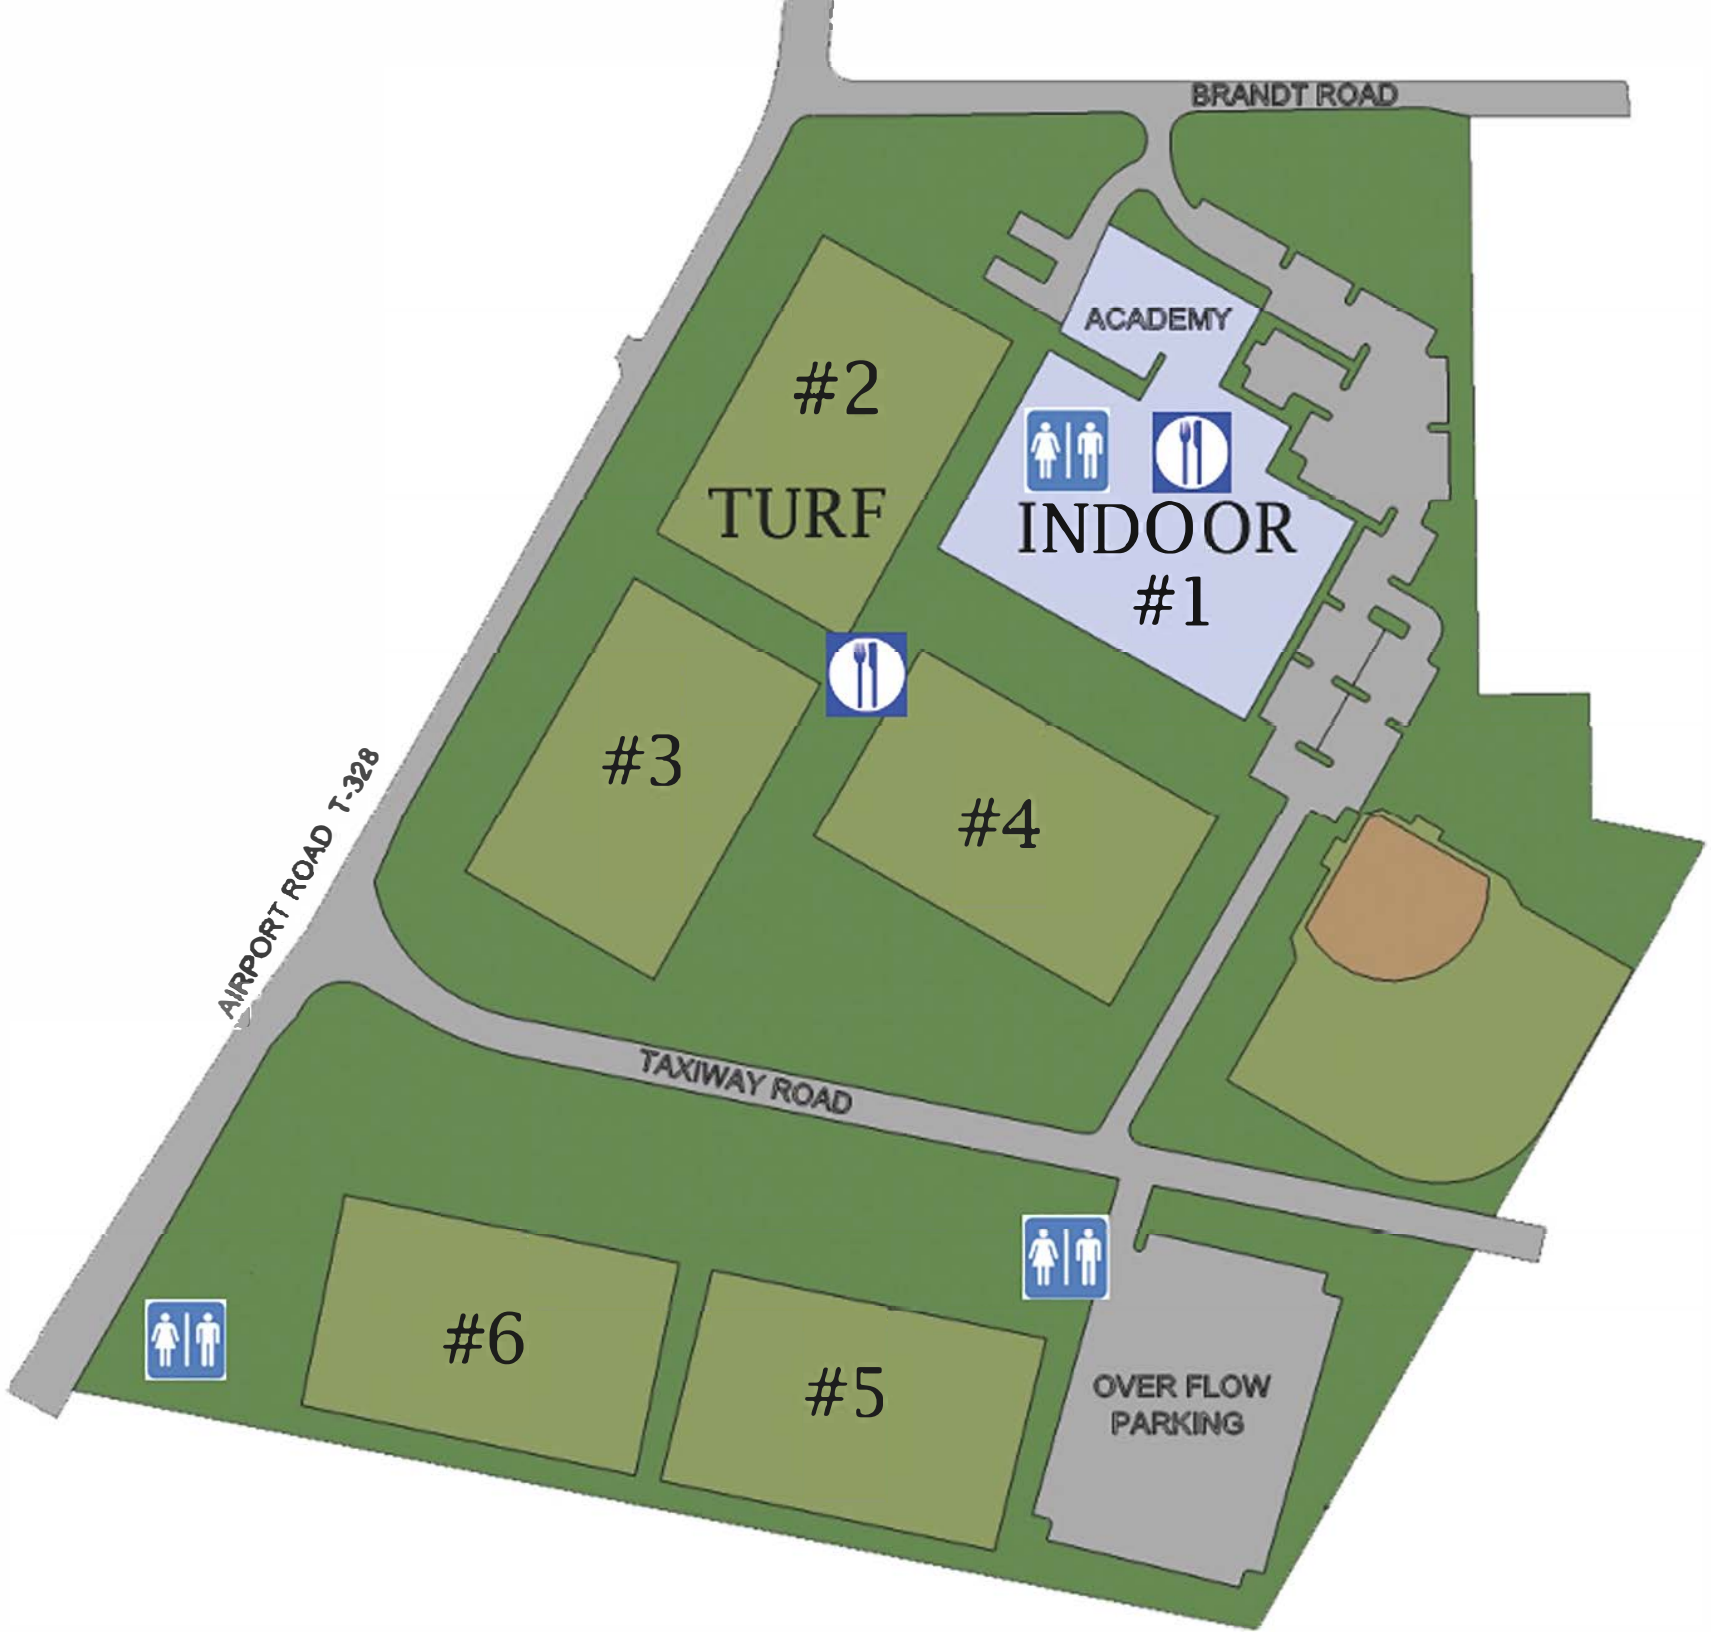 BRANDT ROAD
ACADEMY
#2
TURF
INDOOR
#1
#3
#4
AIRPORT ROAD T-328
TAXIWAY ROAD
#6
#5
OVER FLOW
PARKING